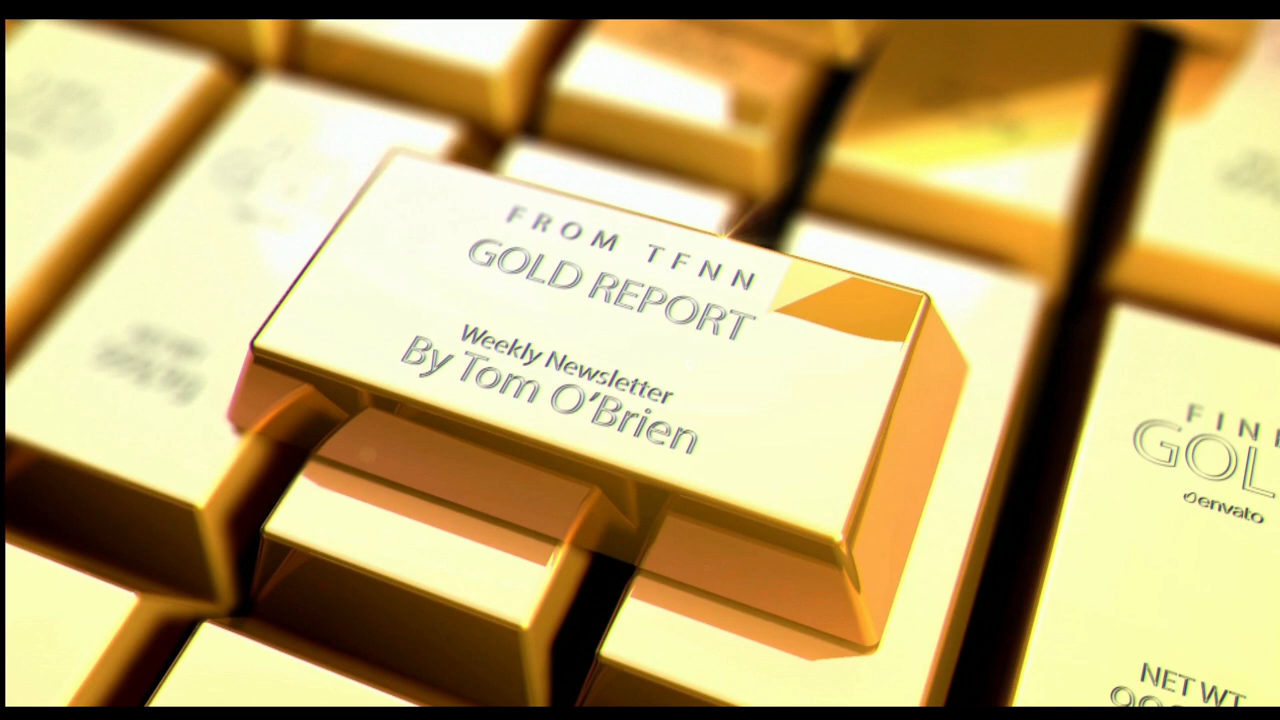 FROM TFNN
GOLD REPORT
Weekly Newsletter
By Tom O'Brien
GOL
envato
NET WT